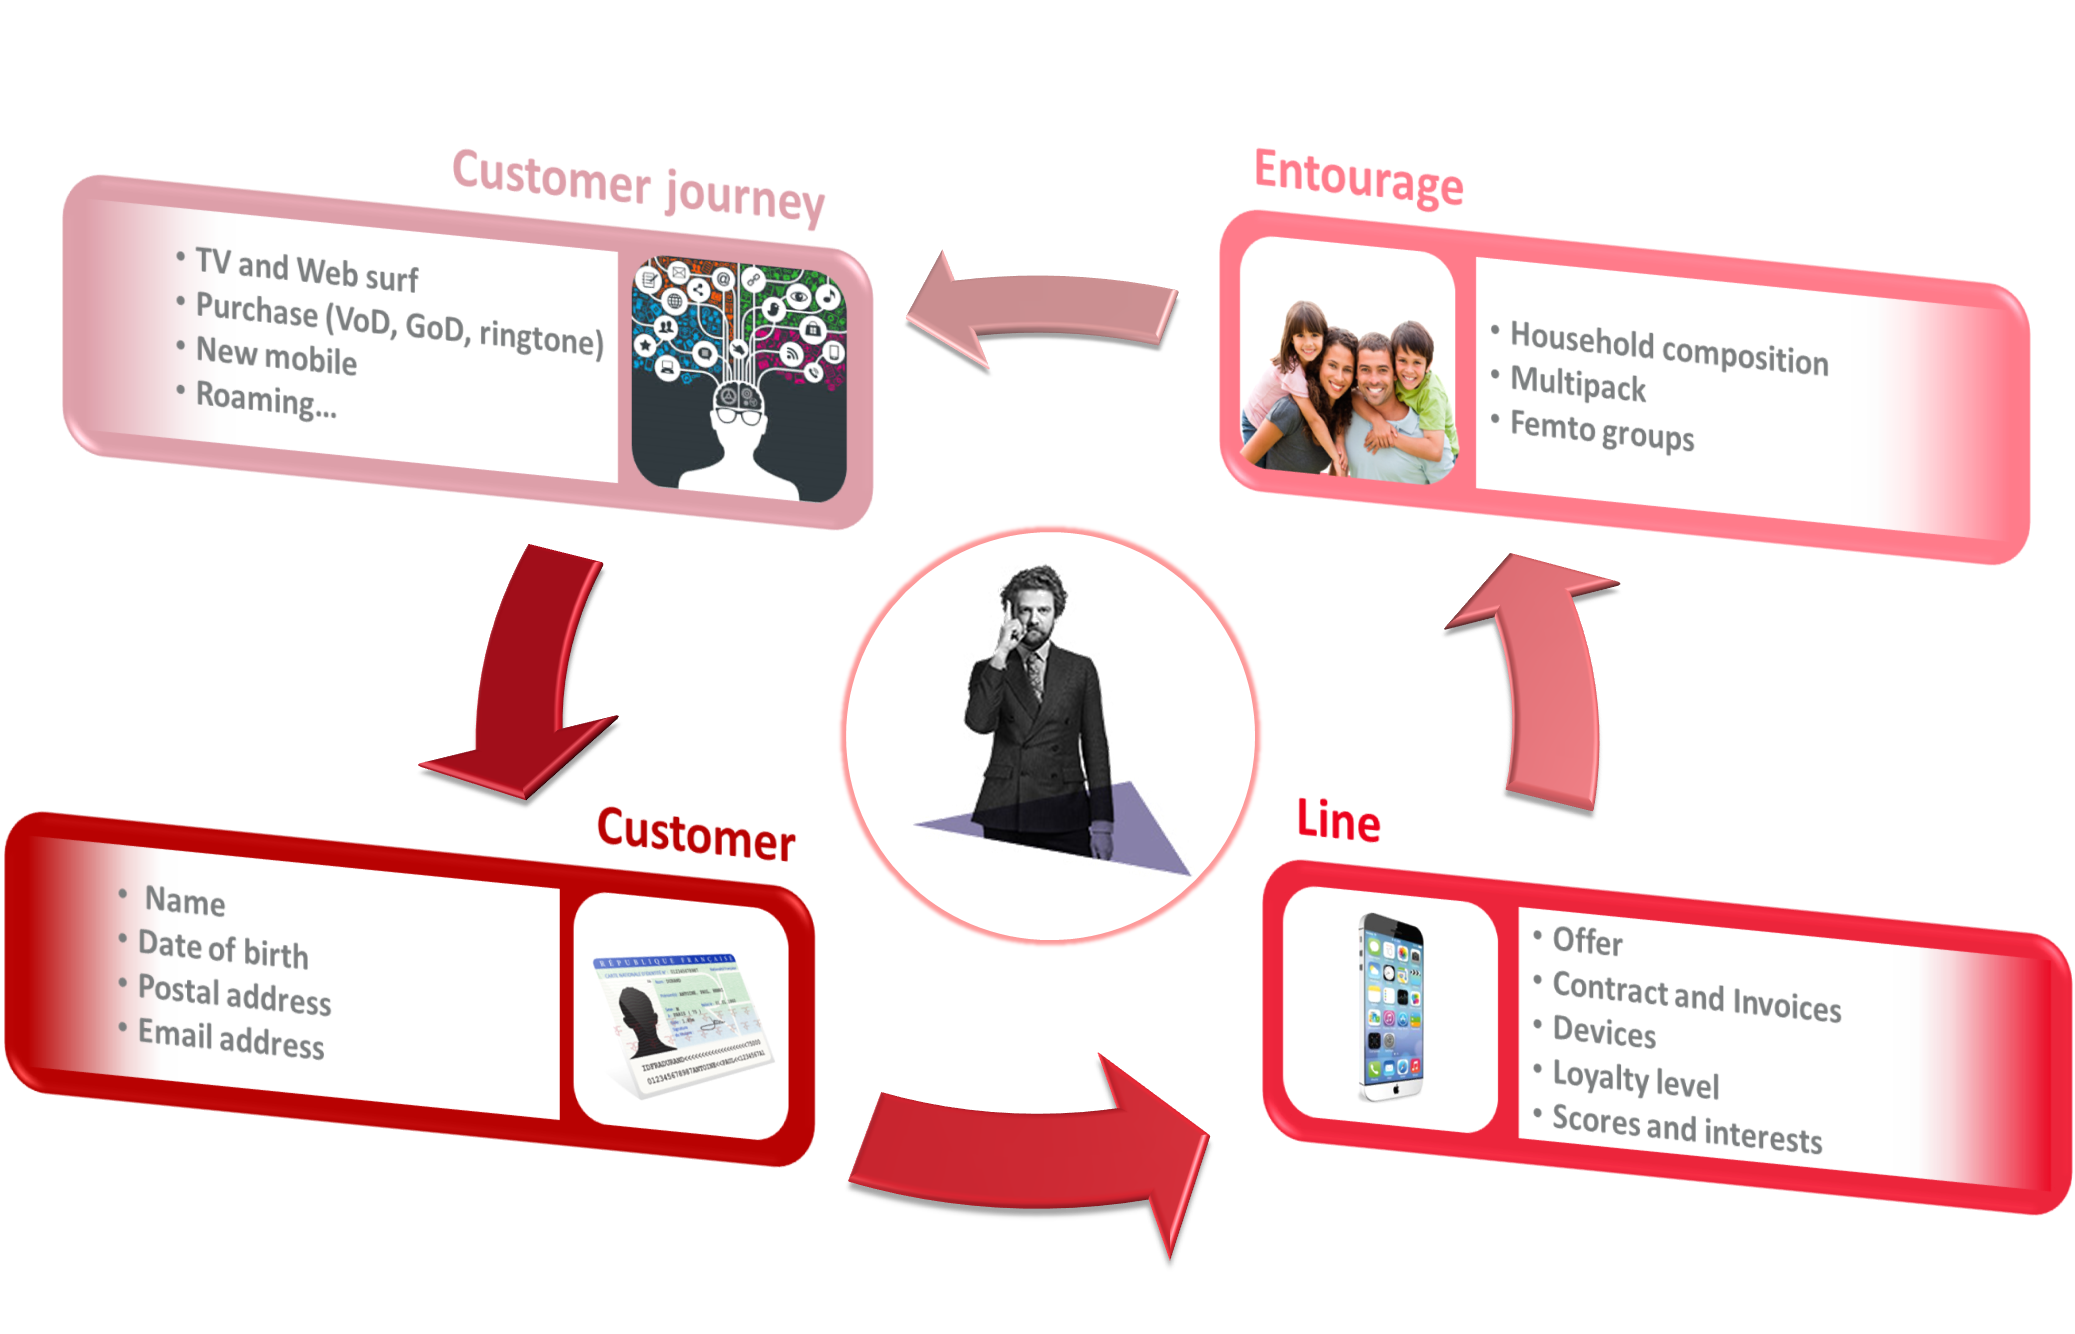 Customer journey
• TV and Web surf
• Purchase (VoD, GoD, ringtone)
• New mobile
• Roaming...
Entourage
• Household composition
• Multipack
• Femto groups
Customer
• Name
• Date of birth
• Postal address
• Email address
RÉPUBLIQUE FRANÇAISE
Line
• Offer
• Contract and Invoices
• Devices
• Loyalty level
• Scores and interests